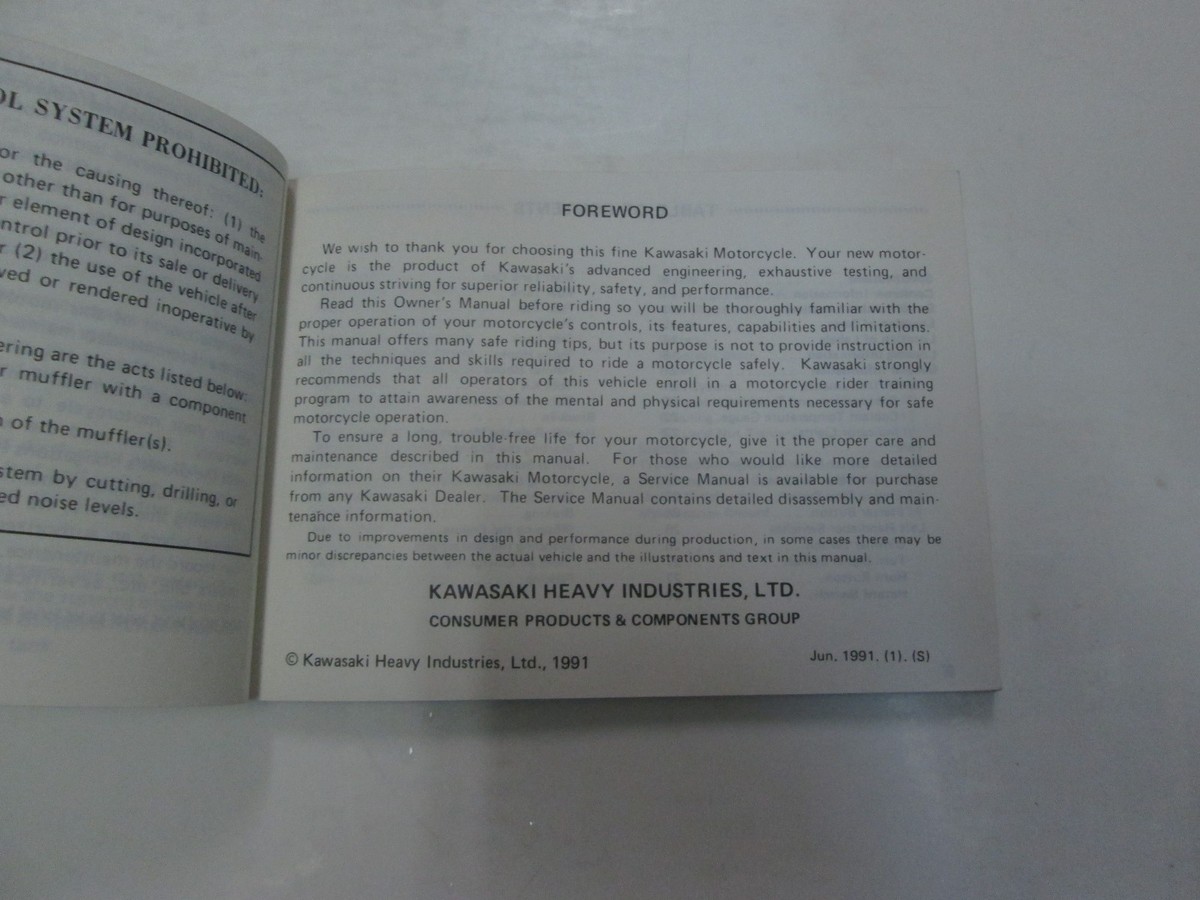 OL SYSTEM PROHIBITED:
or the causing thereof: (1) the
other than for purposes of main-
r element of design incorporated
ntrol prior to its sale or delivery
r (2) the use of the vehicle after
ved or rendered inoperative by
ering are the acts listed below:
r muffler with a component
n of the muffler(s).
stem by cutting, drilling, or
ed noise levels.
FOREWORD
We wish to thank you for choosing this fine Kawasaki Motorcycle. Your new motor-
cycle is the product of Kawasaki's advanced engineering, exhaustive testing, and
continuous striving for superior reliability, safety, and performance.
Read this Owner's Manual before riding so you will be thoroughly familiar with the
proper operation of your motorcycle's controls, its features, capabilities and limitations.
This manual offers many safe riding tips, but its purpose is not to provide instruction in
all the techniques and skills required to ride a motorcycle safely. Kawasaki strongly
recommends that all operators of this vehicle enroll in a motorcycle rider training
program to attain awareness of the mental and physical requirements necessary for safe
motorcycle operation.
To ensure a long, trouble-free life for your motorcycle, give it the proper care and
maintenance described in this manual. For those who would like more detailed
information on their Kawasaki Motorcycle, a Service Manual is available for purchase
from any Kawasaki Dealer. The Service Manual contains detailed disassembly and main-
tenance information.
Due to improvements in design and performance during production, in some cases there may be
minor discrepancies between the actual vehicle and the illustrations and text in this manual.
KAWASAKI HEAVY INDUSTRIES, LTD.
CONSUMER PRODUCTS & COMPONENTS GROUP
© Kawasaki Heavy Industries, Ltd., 1991
Jun. 1991. (1). (S)